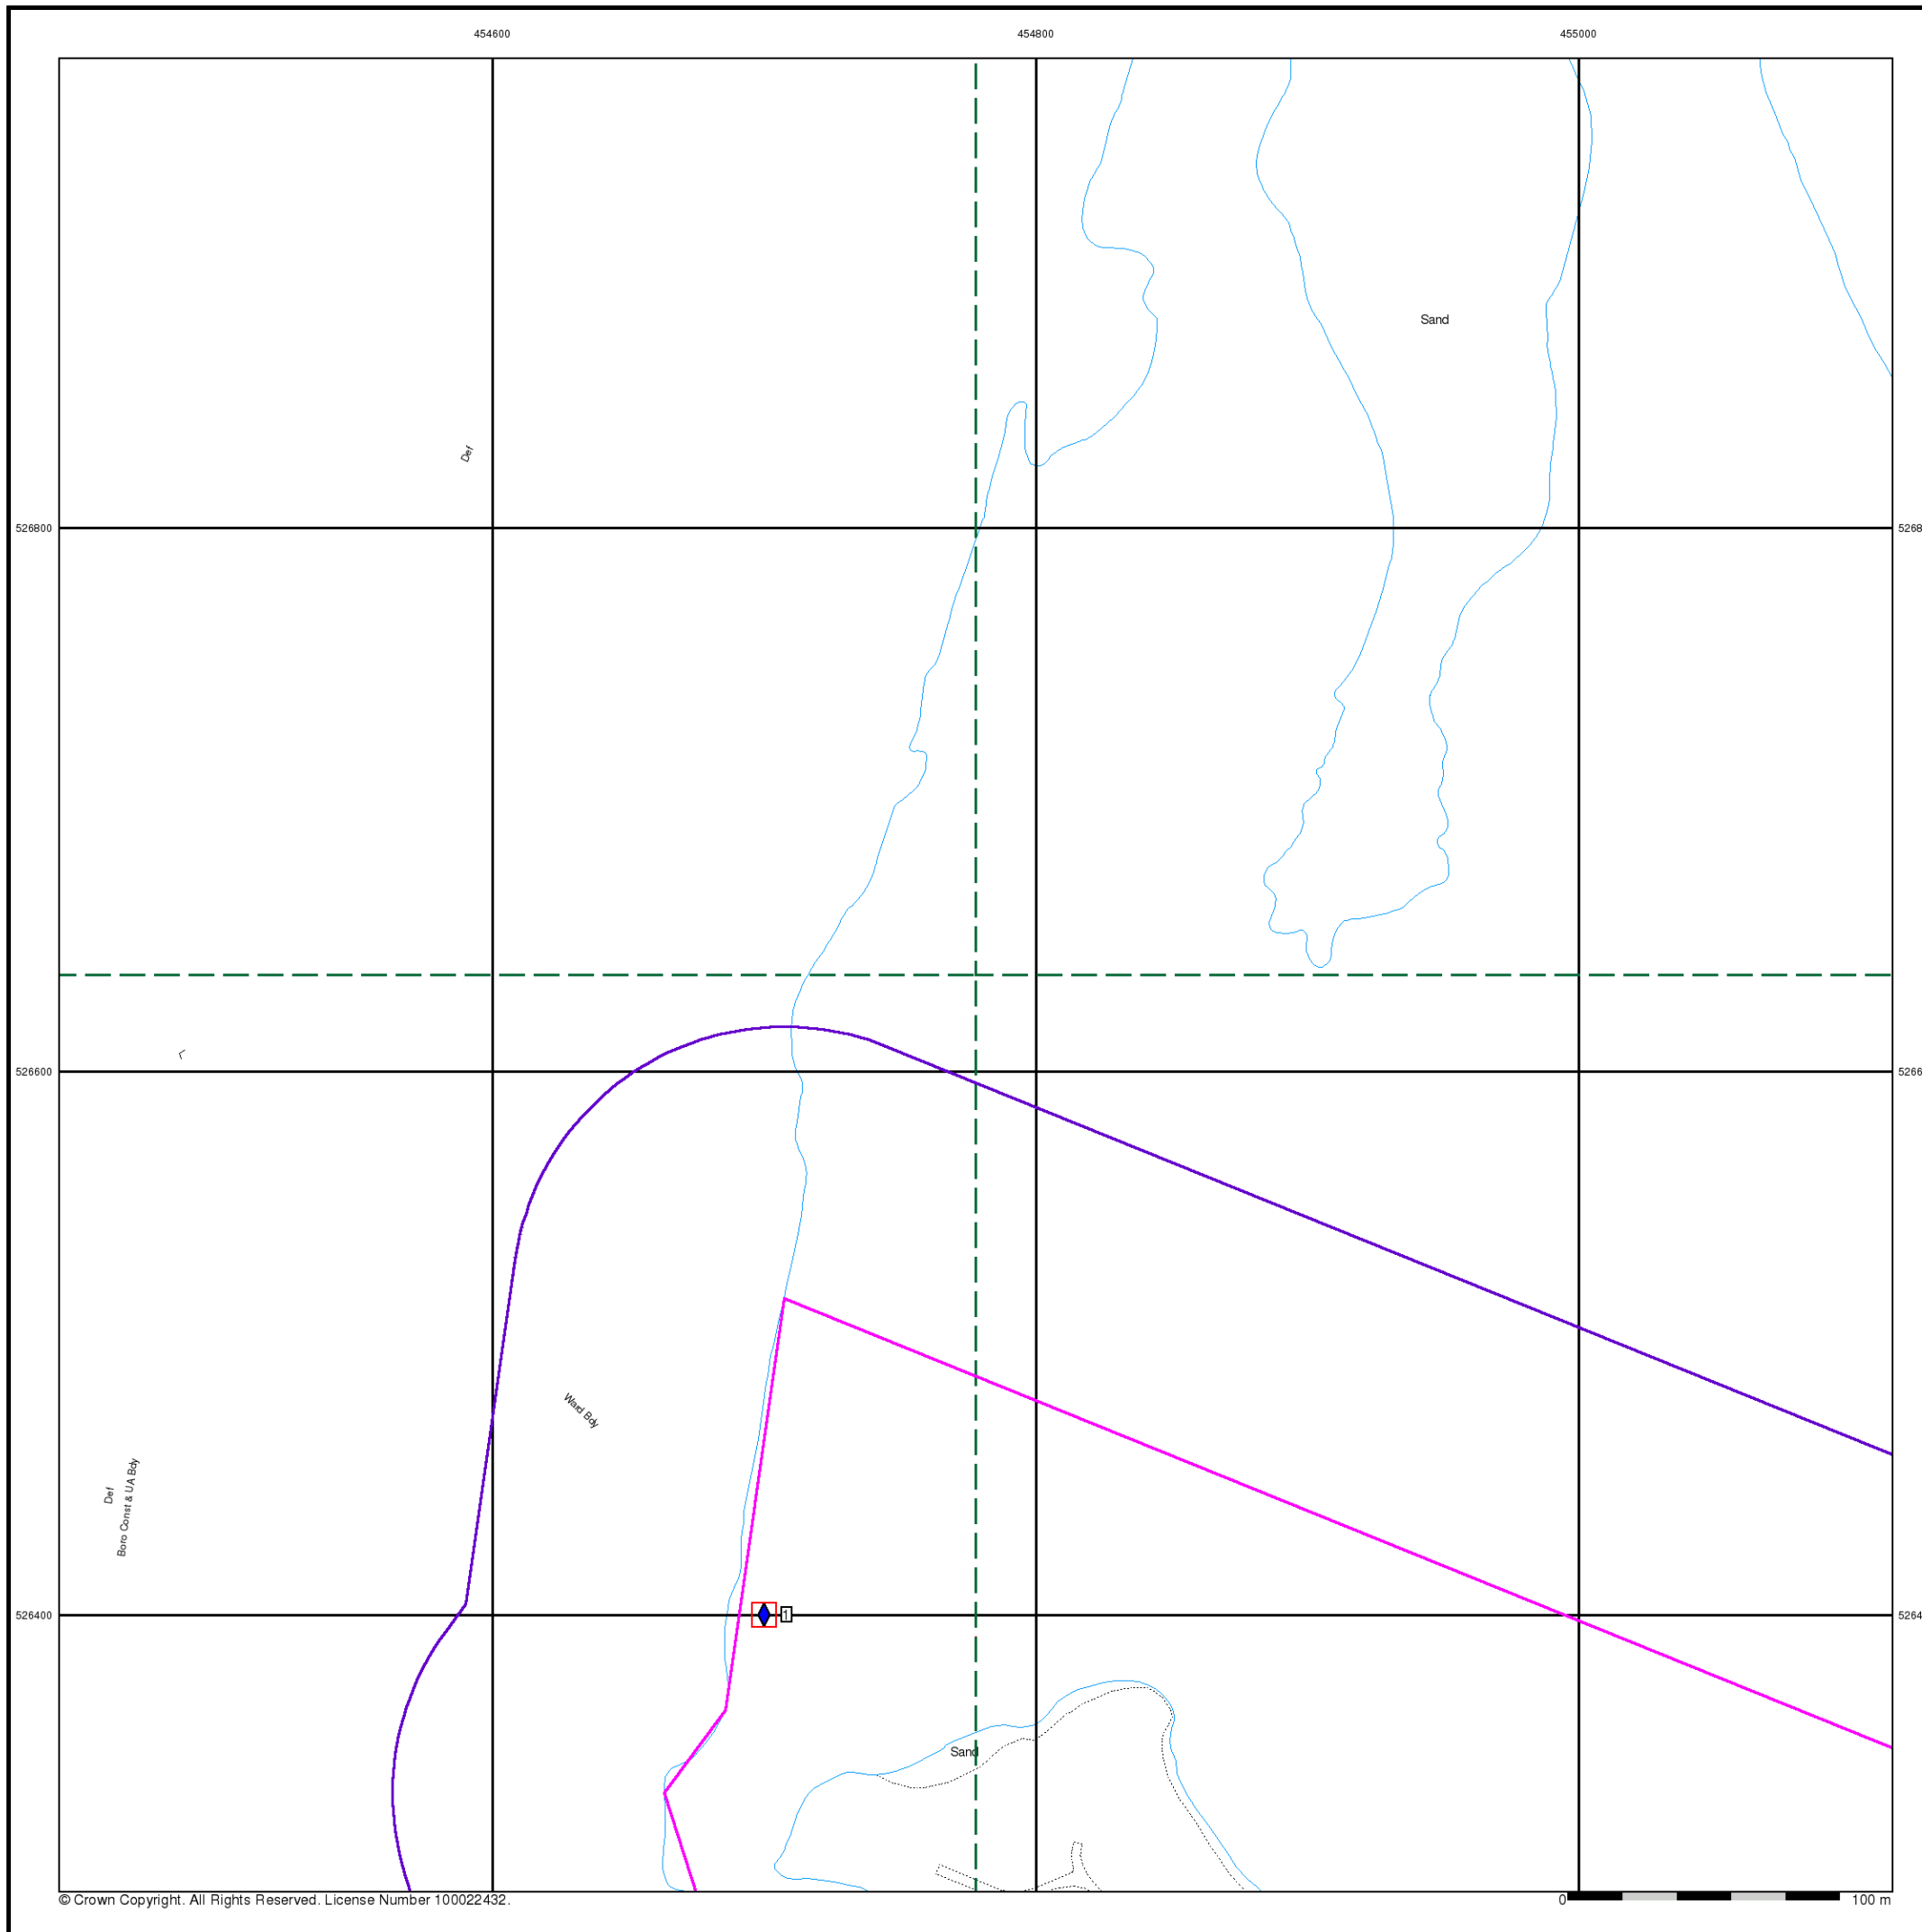 454600
454800
455000
Sand
Def
526800
5268
526600
5266
Ward Bdy
Def
Boro Const & UA Bdy
526400
1
5264
Sand
© Crown Copyright. All Rights Reserved. License Number 100022432.
0
100 m